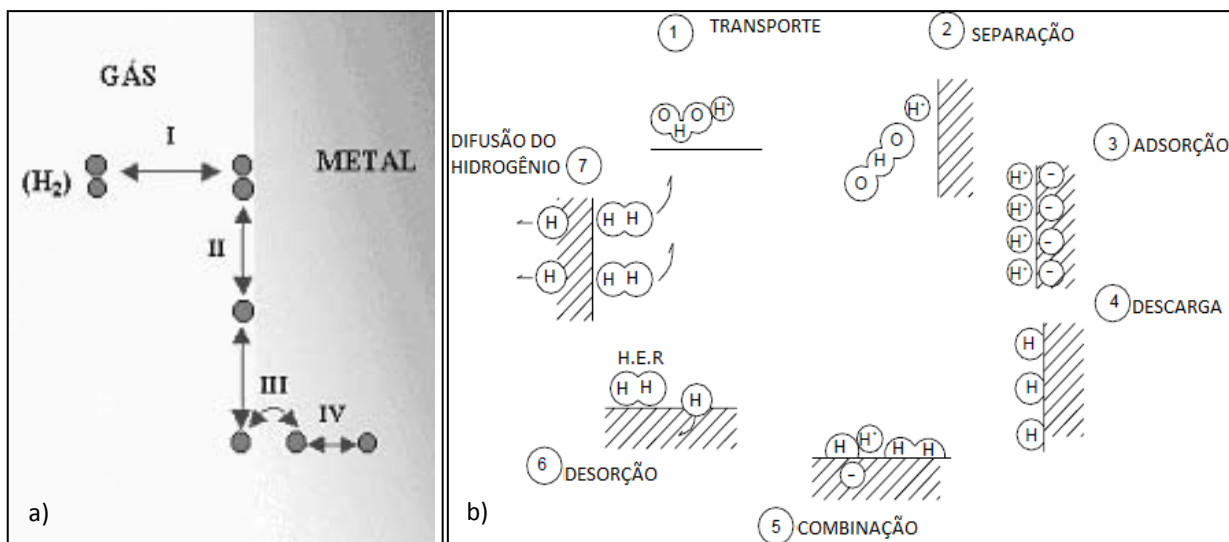 GÁS
I
(H₂)
METAL
II
III
IV
a)
1 TRANSPORTE
O H O H⁺
2 SEPARAÇÃO
H⁺
O H O
3 ADSORÇÃO
H⁺ −
H⁺ −
H⁺ −
H⁺ −
4 DESCARGA
H
H
H
5 COMBINAÇÃO
H H⁺ H H
−
6 DESORÇÃO
H.E.R
H H H
DIFUSÃO DO
HIDROGÊNIO 7
H H H
H H H
b)